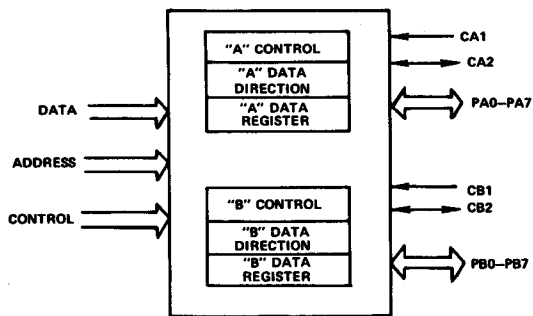 "A" CONTROL
"A" DATA
DIRECTION
"A" DATA
REGISTER
DATA
ADDRESS
CONTROL
"B" CONTROL
"B" DATA
DIRECTION
"B" DATA
REGISTER
CA1
CA2
PA0–PA7
CB1
CB2
PB0–PB7